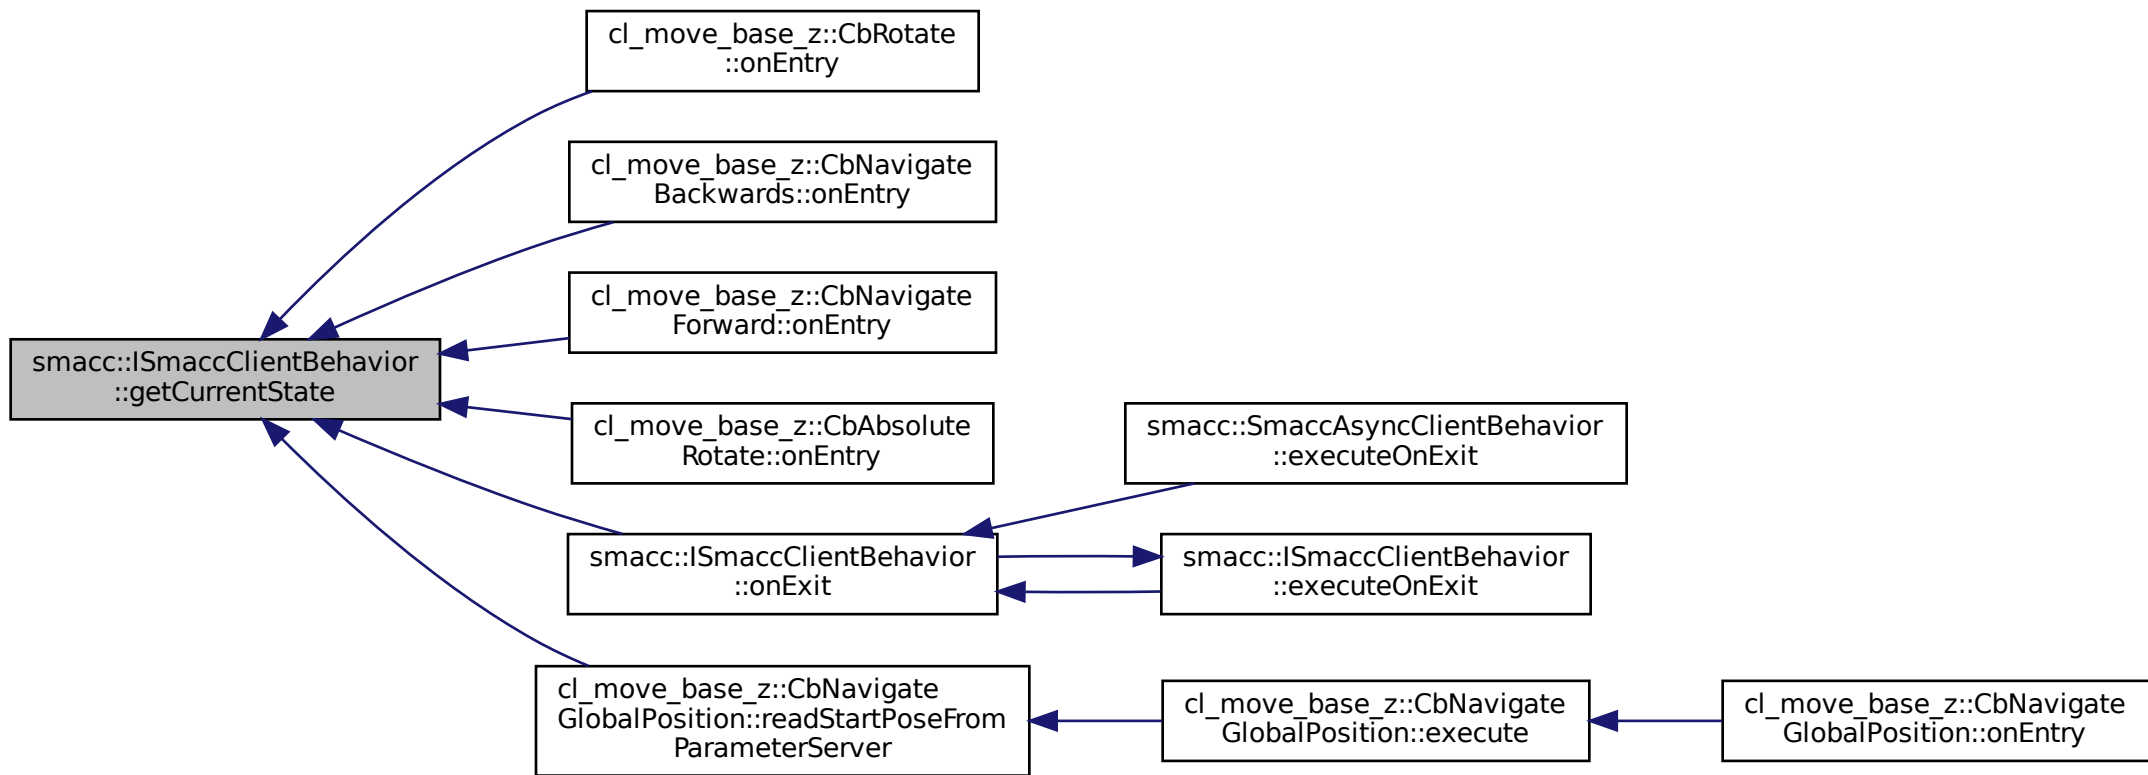 cl_move_base_z::CbRotate
::onEntry
cl_move_base_z::CbNavigate
Backwards::onEntry
cl_move_base_z::CbNavigate
Forward::onEntry
smacc::ISmaccClientBehavior
::getCurrentState
cl_move_base_z::CbAbsolute
Rotate::onEntry
smacc::SmaccAsyncClientBehavior
::executeOnExit
smacc::ISmaccClientBehavior
::onExit
smacc::ISmaccClientBehavior
::executeOnExit
cl_move_base_z::CbNavigate
GlobalPosition::readStartPoseFrom
ParameterServer
cl_move_base_z::CbNavigate
GlobalPosition::execute
cl_move_base_z::CbNavigate
GlobalPosition::onEntry